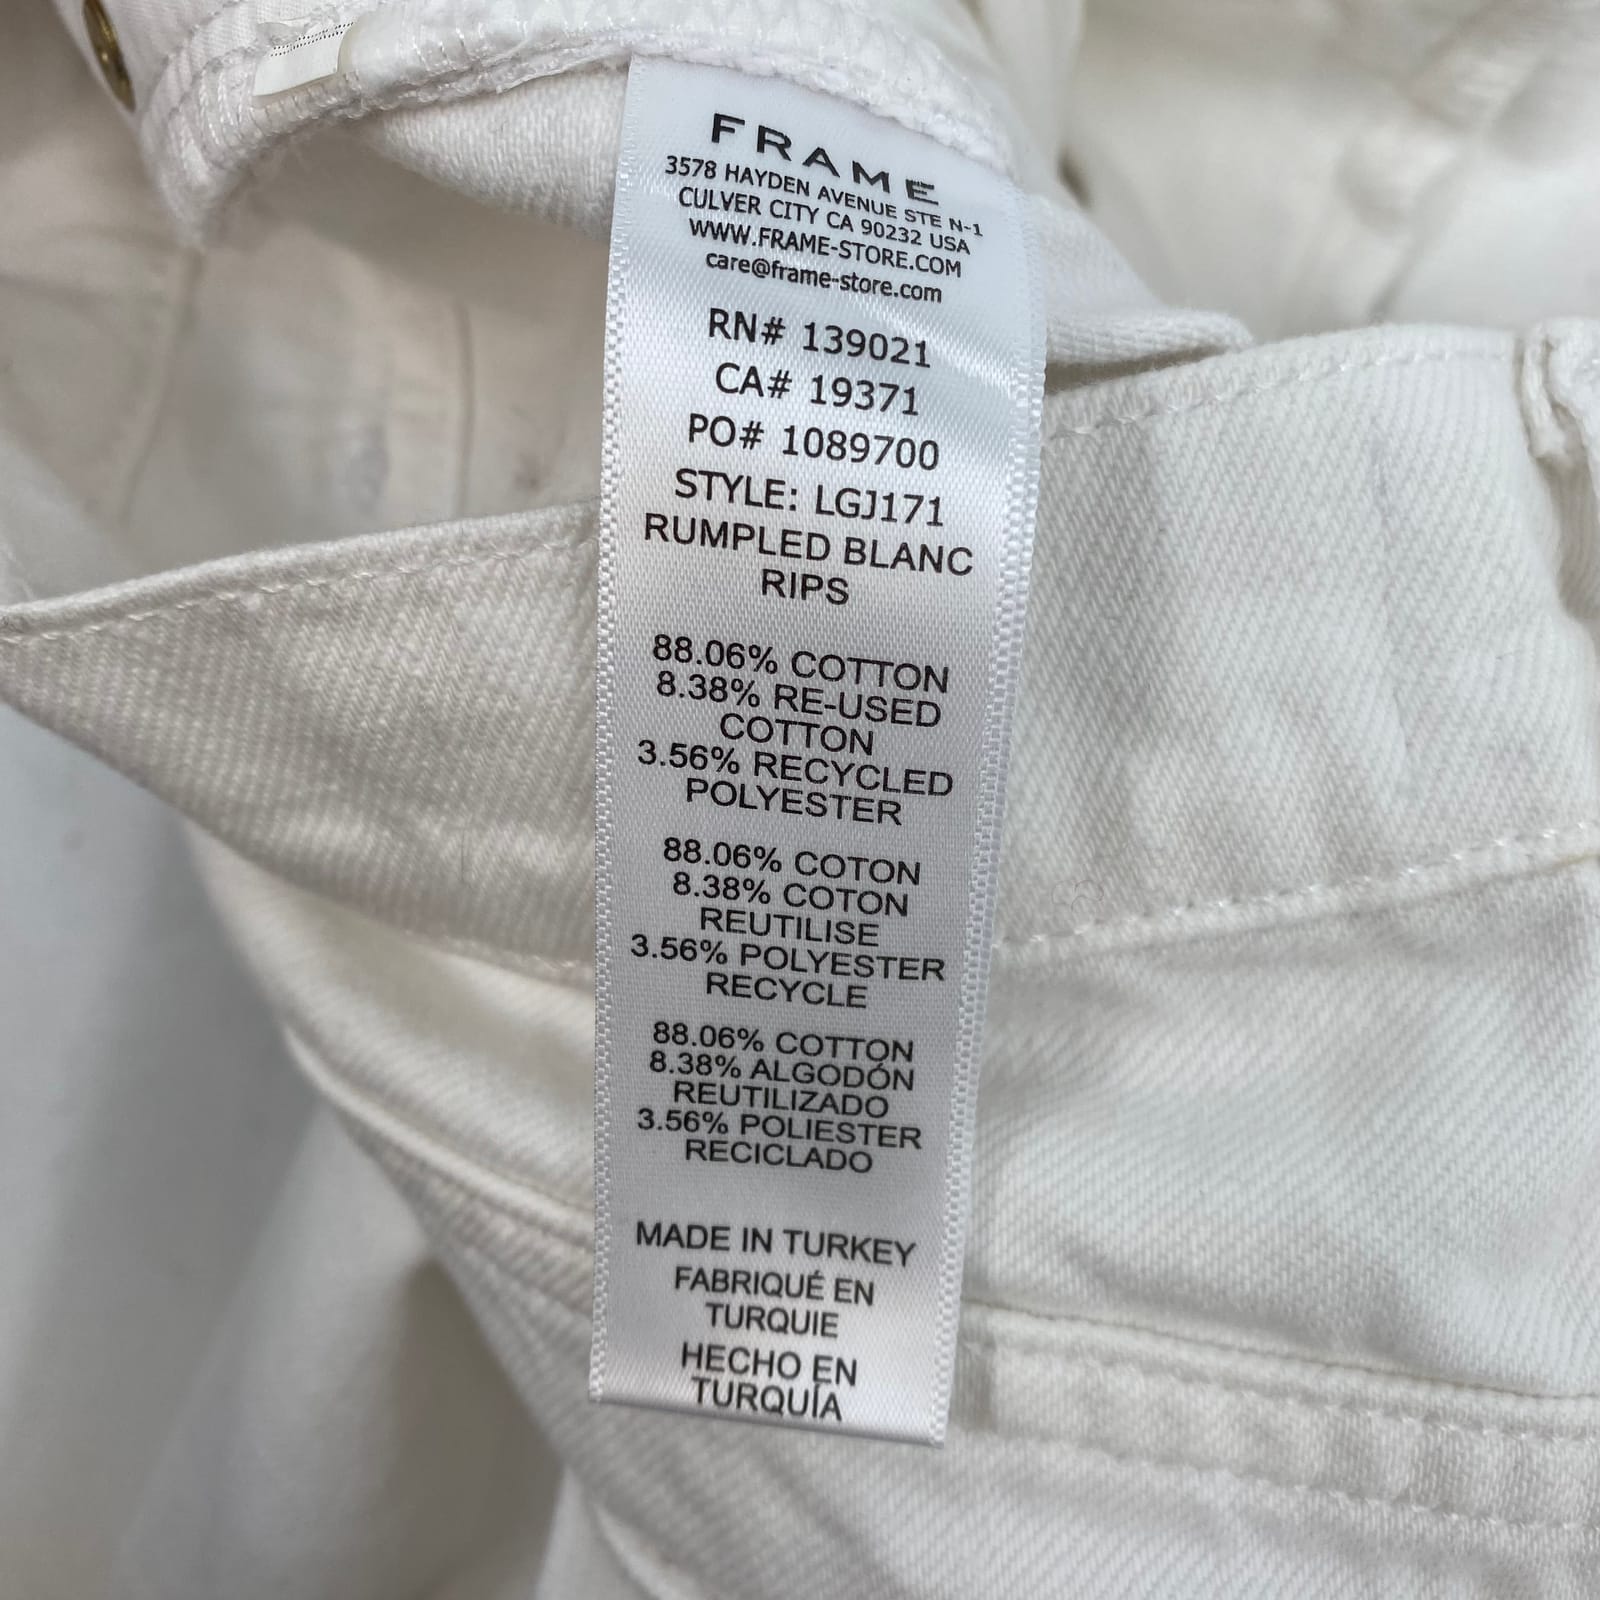 FRAME
3578 HAYDEN AVENUE STE N-1
CULVER CITY CA 90232 USA
WWW.FRAME-STORE.COM
care@frame-store.com
RN# 139021
CA# 19371
PO# 1089700
STYLE: LGJ171
RUMPLED BLANC
RIPS
88.06% COTTON
8.38% RE-USED
COTTON
3.56% RECYCLED
POLYESTER
88.06% COTON
8.38% COTON
REUTILISE
3.56% POLYESTER
RECYCLE
88.06% COTTON
8.38% ALGODÓN
REUTILIZADO
3.56% POLIESTER
RECICLADO
MADE IN TURKEY
FABRIQUÉ EN
TURQUIE
HECHO EN
TURQUÍA